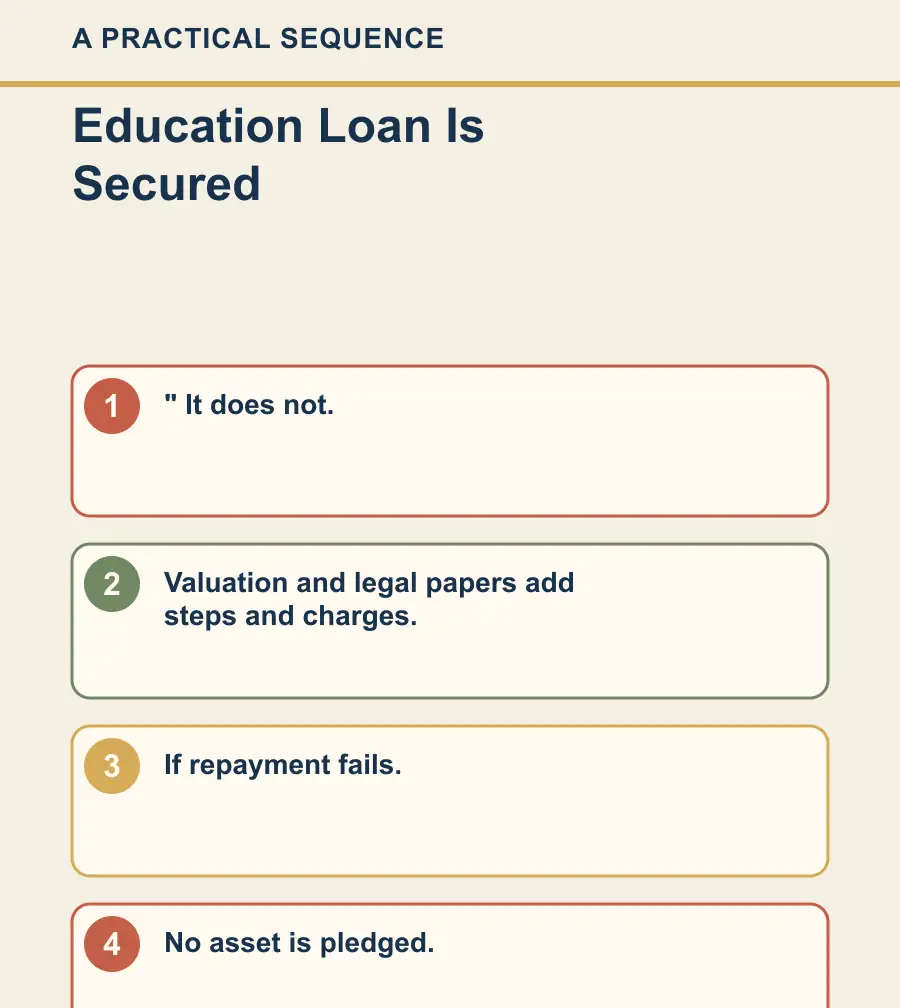 A PRACTICAL SEQUENCE
Education Loan Is
Secured
1
" It does not.
2
Valuation and legal papers add
steps and charges.
3
If repayment fails.
4
No asset is pledged.